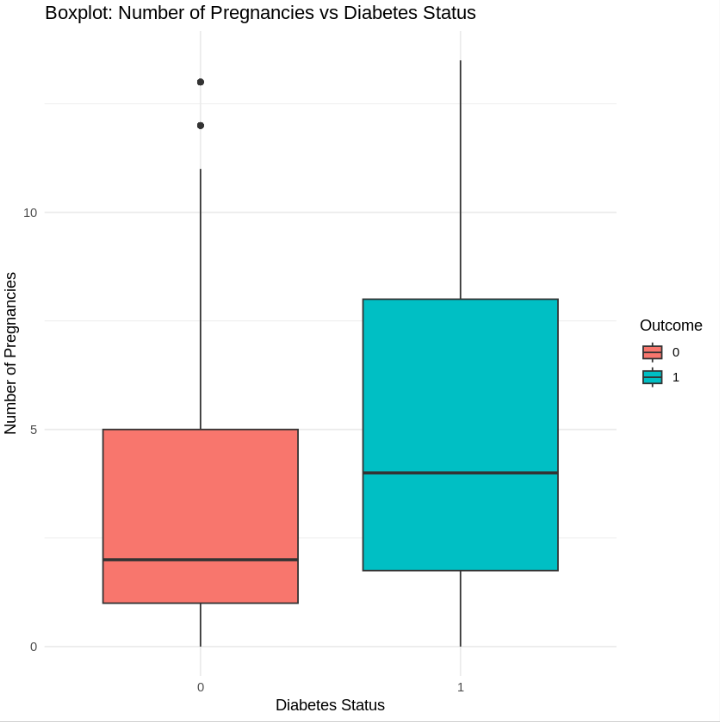 Boxplot: Number of Pregnancies vs Diabetes Status
Number of Pregnancies
10
5
0
0
1
Diabetes Status
Outcome
0
1